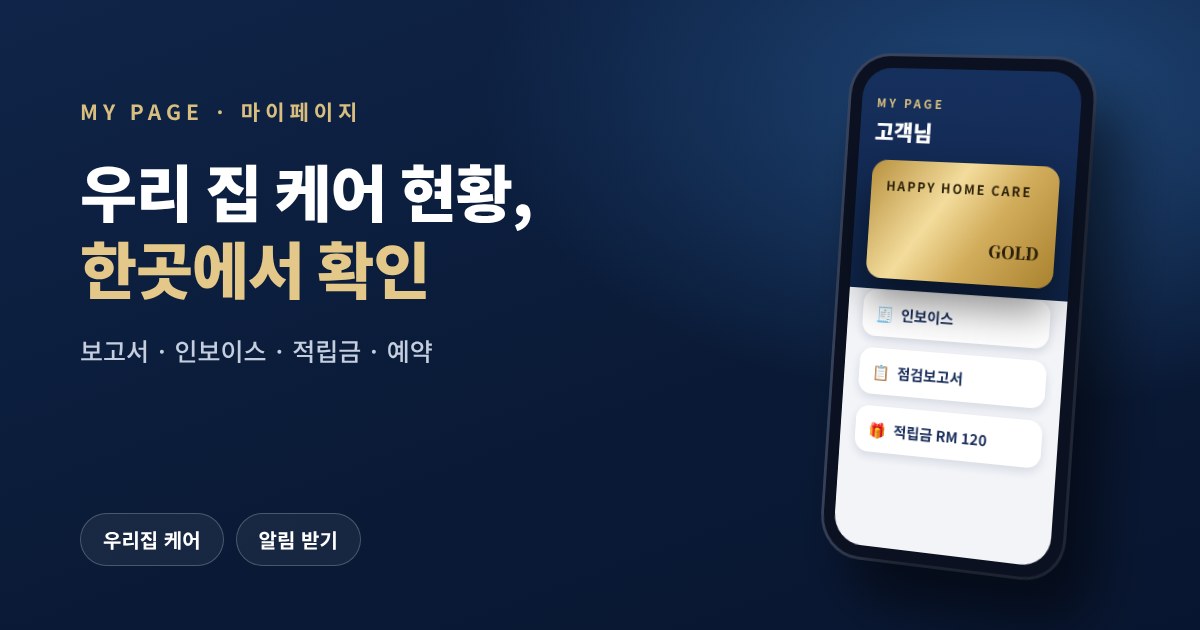 MY PAGE · 마이페이지
우리 집 케어 현황,
한곳에서 확인
보고서 · 인보이스 · 적립금 · 예약
우리집 케어
알림 받기
MY PAGE
고객님
HAPPY HOME CARE
GOLD
인보이스
점검보고서
적립금 RM 120